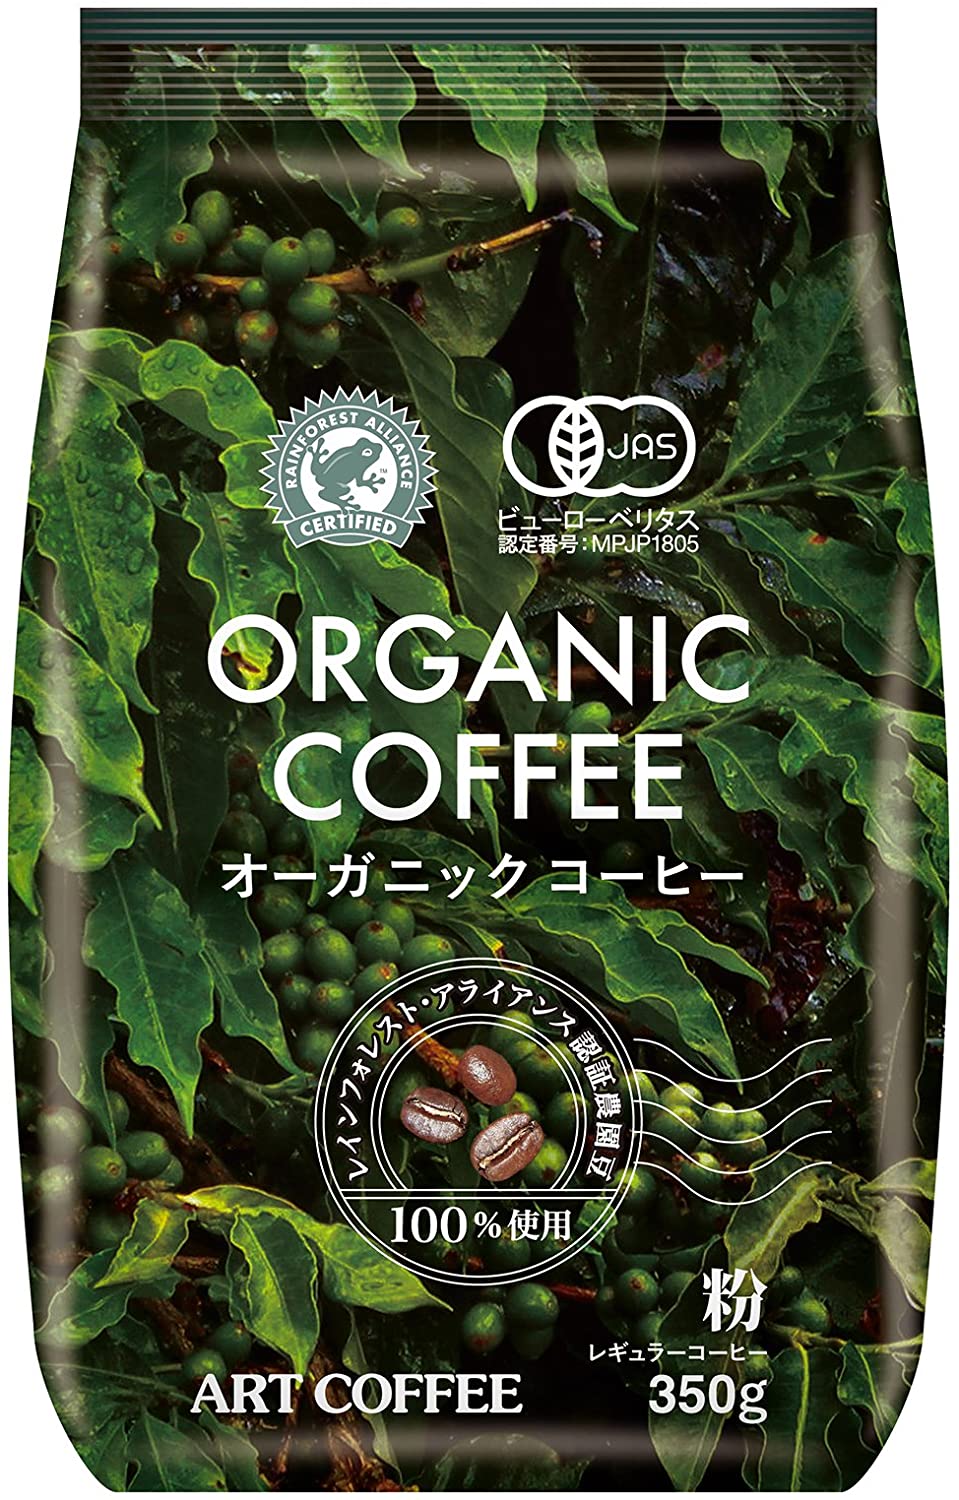 RAINFOREST ALLIANCE
CERTIFIED
TM
JAS
ビューローベリタス
認定番号:MPJP1805
ORGANIC
COFFEE
オーガニック コーヒー
レインフォレスト・アライアンス認証農園豆
100%使用
粉
レギュラーコーヒー
ART COFFEE
350g